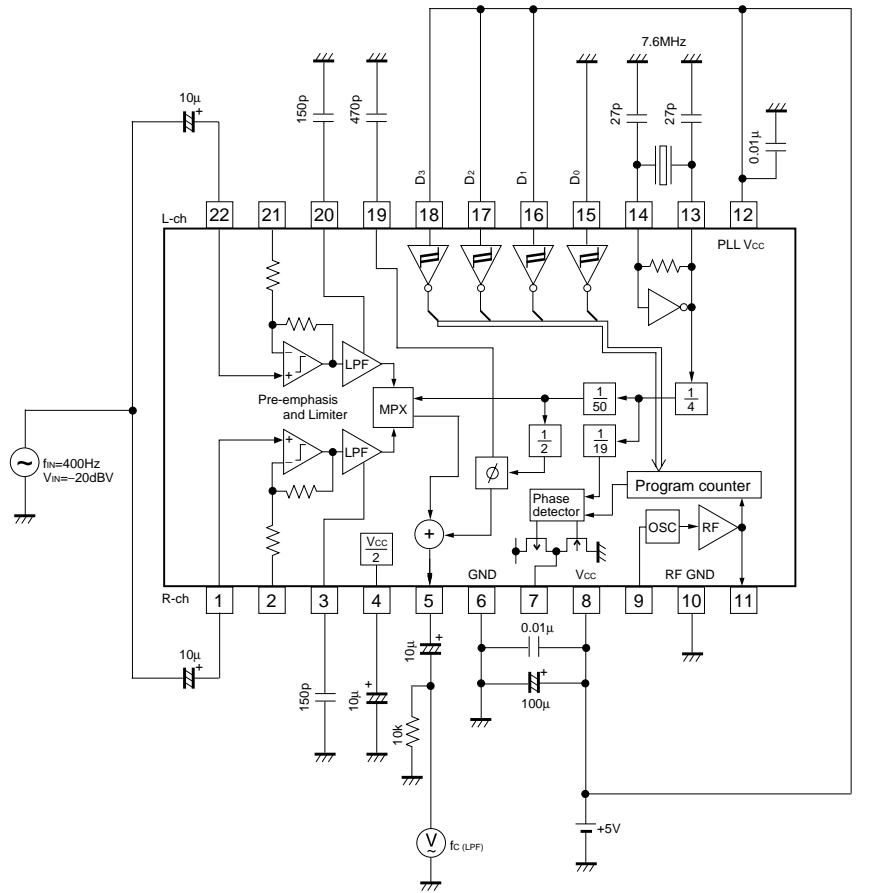 7.6MHz
10μ
+
150p
470p
27p
27p
0.01μ
D3
D2
D1
D0
L-ch
22
21
20
19
18
17
16
15
14
13
12
PLL VCC
−
+
LPF
Pre-emphasis
and Limiter
MPX
1/50
1/4
1/2
1/19
+
−
LPF
ϕ
Program counter
Phase
detector
fIN=400Hz
VIN=−20dBV
~
VCC/2
+
OSC
RF
GND
VCC
RF GND
R-ch
1
2
3
4
5
6
7
8
9
10
11
10μ
+
150p
10μ
+
10μ
+
0.01μ
+
100μ
10k
+5V
V
~
fC (LPF)